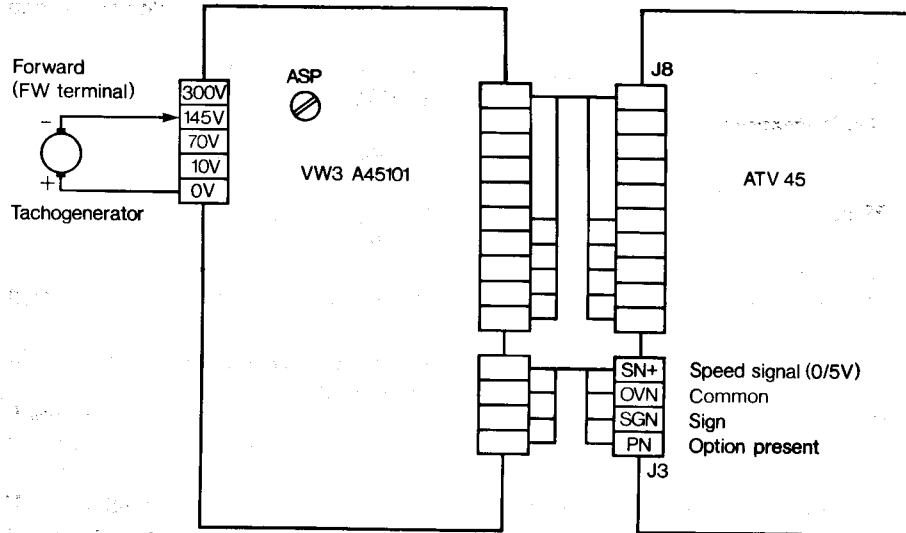 J8
Forward
(FW terminal)
ASP
300V
145V
70V
10V
0V
−
+
Tachogenerator
VW3 A45101
ATV 45
SN+ Speed signal (0/5V)
OVN Common
SGN Sign
PN Option present
J3